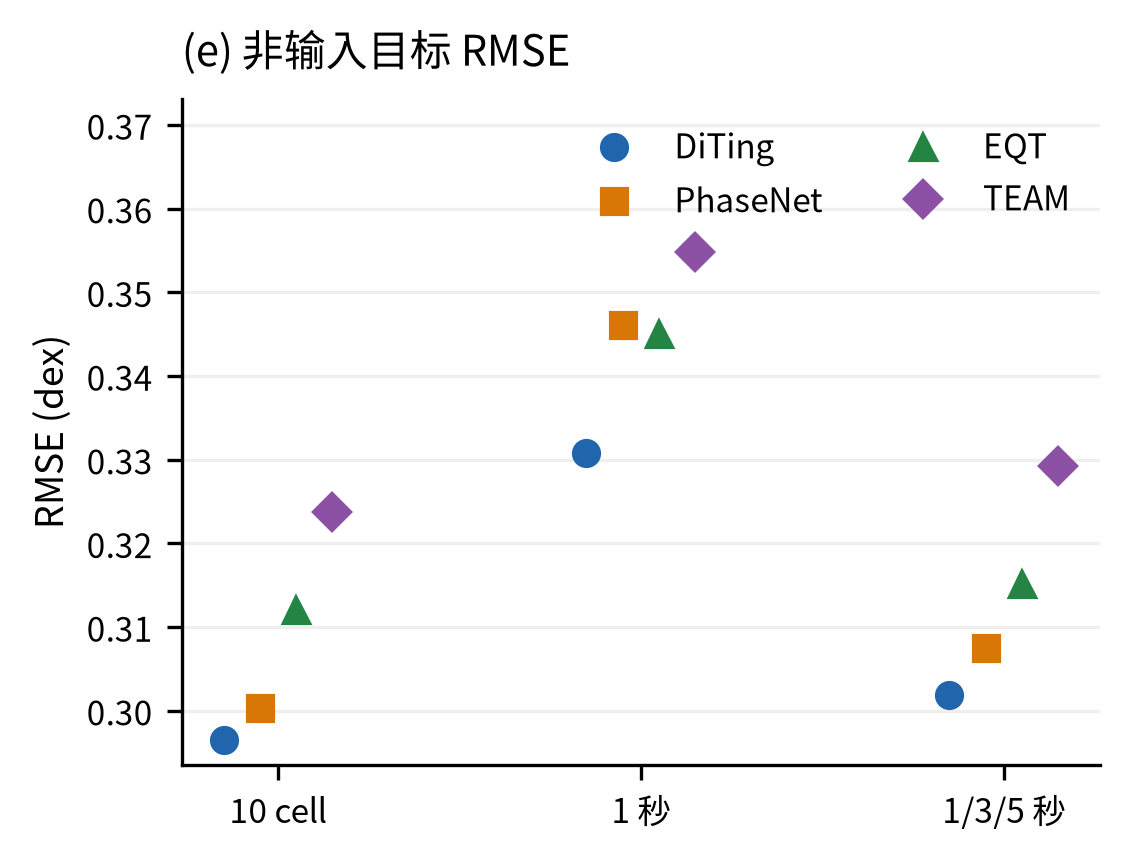 (e) 非输入目标 RMSE
0.37
0.36
0.35
0.34
0.33
0.32
0.31
0.30
RMSE (dex)
DiTing
PhaseNet
EQT
TEAM
10 cell
1 秒
1/3/5 秒